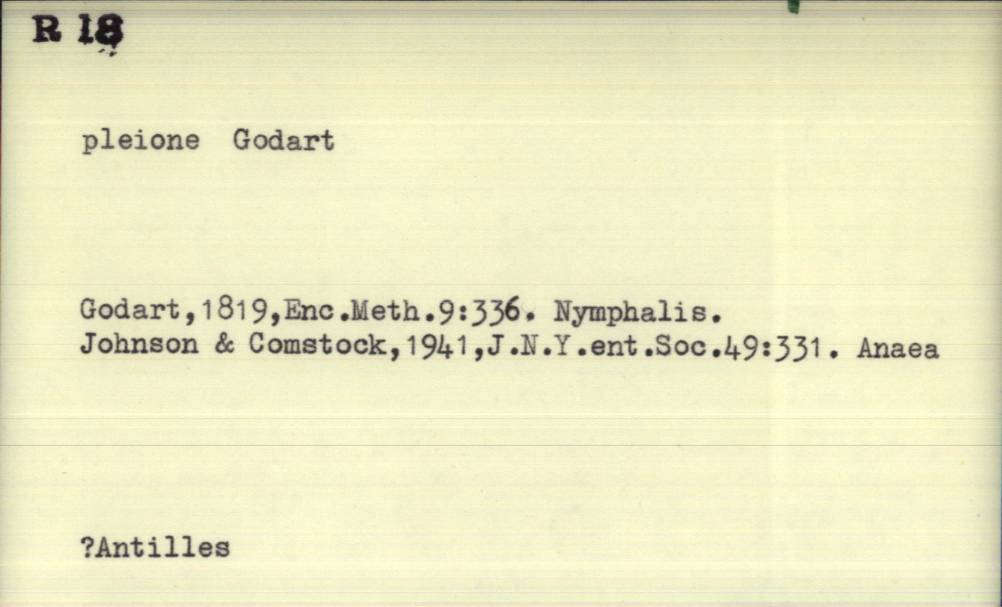 R 18
pleione Godart
Godart,1819,Enc.Meth.9:336. Nymphalis.
Johnson & Comstock,1941,J.N.Y.ent.Soc.49:331. Anaea
?Antilles